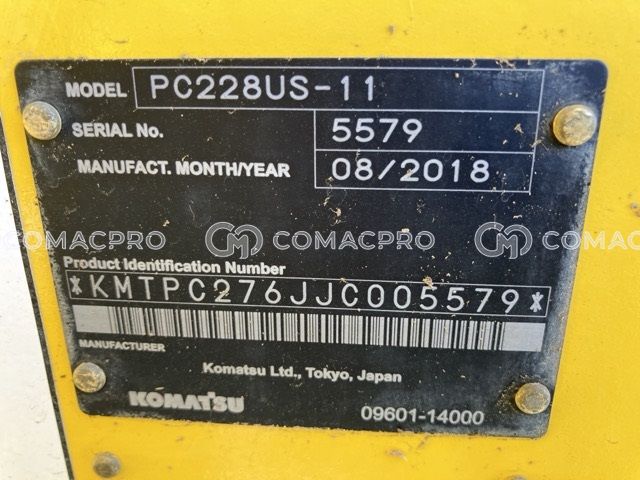 MODEL PC228US-11
SERIAL No. 5579
MANUFACT. MONTH/YEAR 08/2018
COMACPRO COMACPRO COMACPRO
Product Identification Number
*KMTPC276JJC005579*
MANUFACTURER
Komatsu Ltd., Tokyo, Japan
KOMATSU 09601-14000